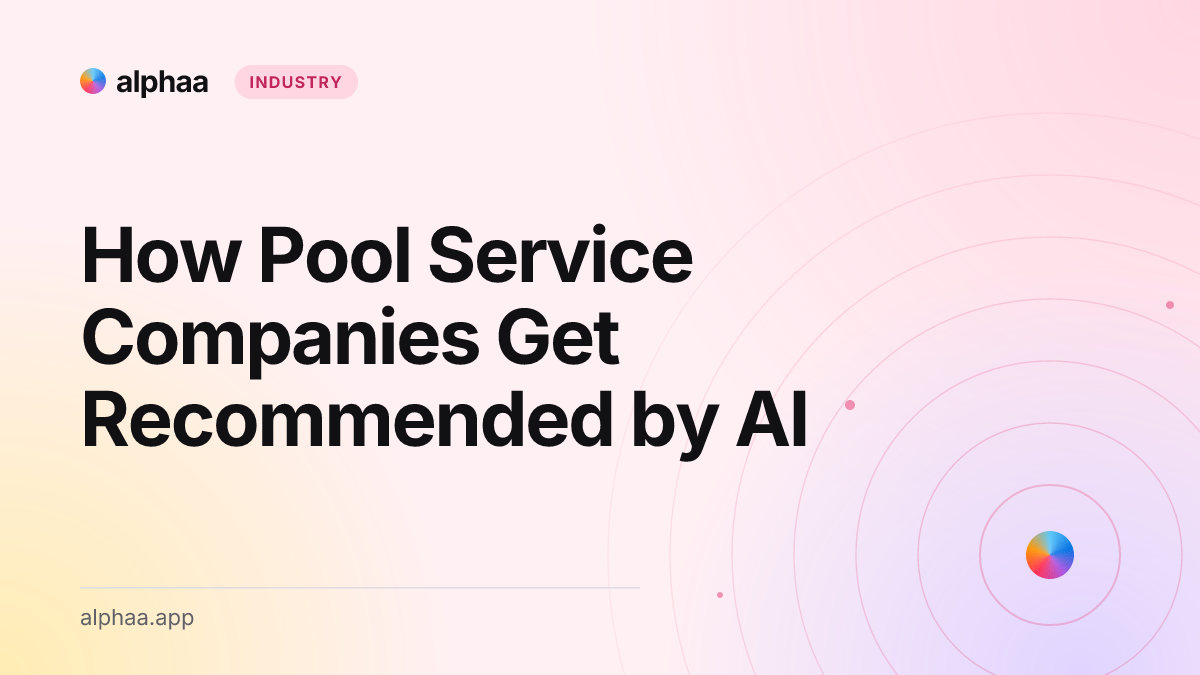 alphaa INDUSTRY
How Pool Service
Companies Get
Recommended by AI
alphaa.app